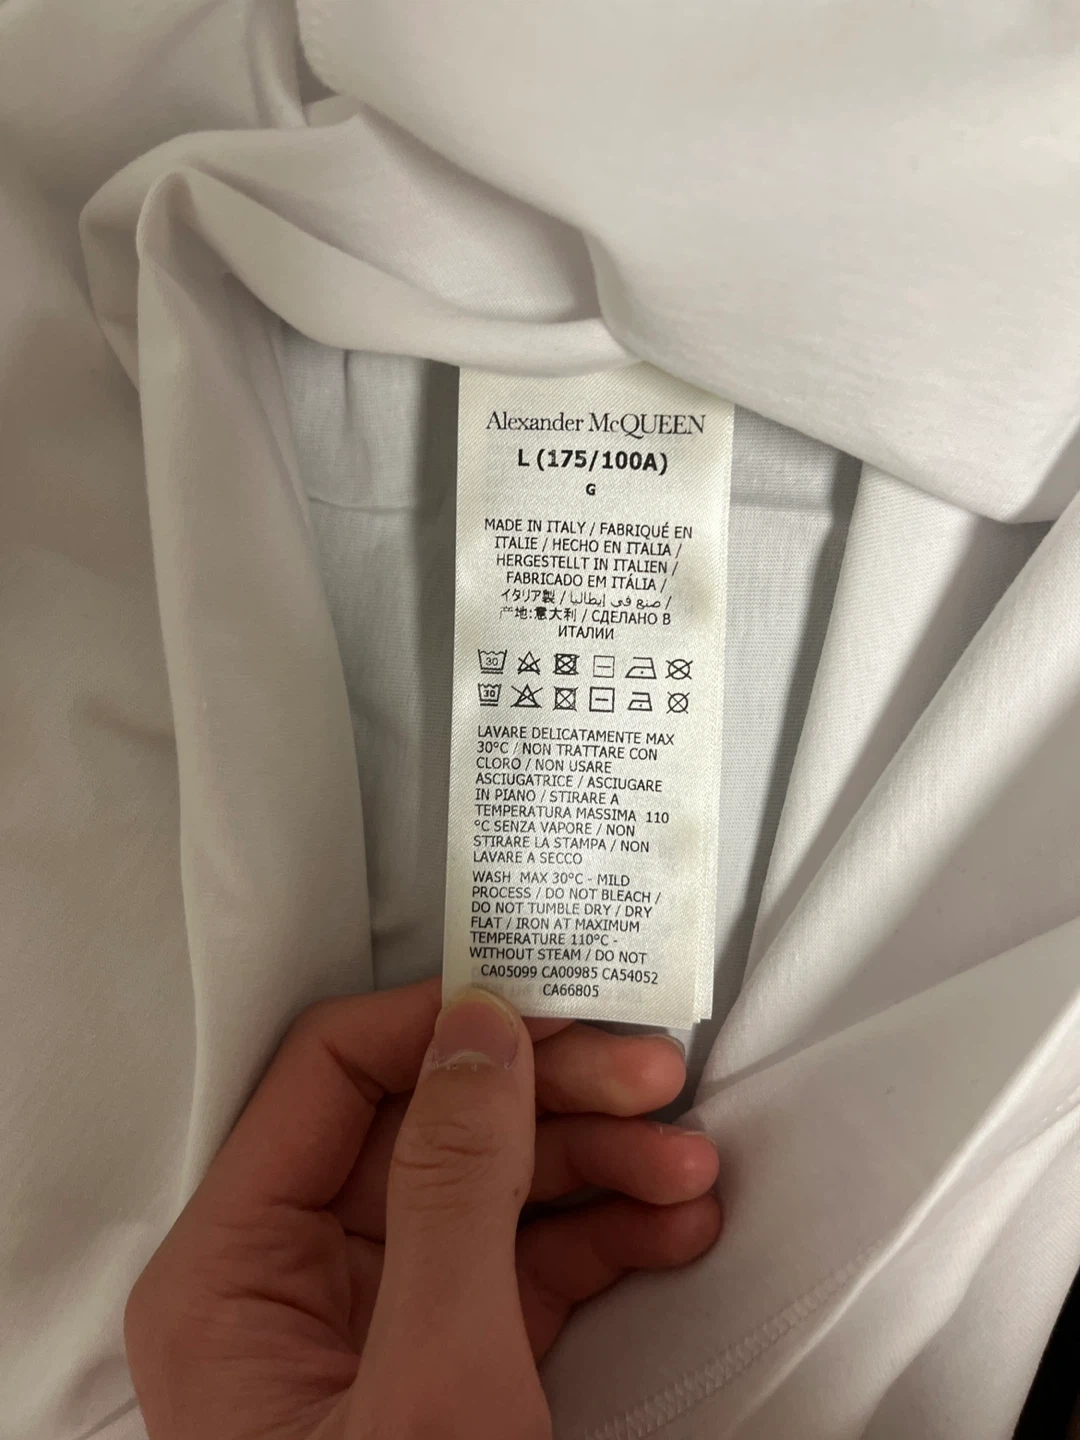 Alexander McQUEEN
L (175/100A)
G
MADE IN ITALY / FABRIQUÉ EN
ITALIE / HECHO EN ITALIA /
HERGESTELLT IN ITALIEN /
FABRICADO EM ITÁLIA /
イタリア製 / صنع في إيطاليا /
产地:意大利 / СДЕЛАНО В
ИТАЛИИ
30
30
LAVARE DELICATAMENTE MAX
30°C / NON TRATTARE CON
CLORO / NON USARE
ASCIUGATRICE / ASCIUGARE
IN PIANO / STIRARE A
TEMPERATURA MASSIMA 110
°C SENZA VAPORE / NON
STIRARE LA STAMPA / NON
LAVARE A SECCO
WASH MAX 30°C - MILD
PROCESS / DO NOT BLEACH /
DO NOT TUMBLE DRY / DRY
FLAT / IRON AT MAXIMUM
TEMPERATURE 110°C -
WITHOUT STEAM / DO NOT
CA05099 CA00985 CA54052
CA66805